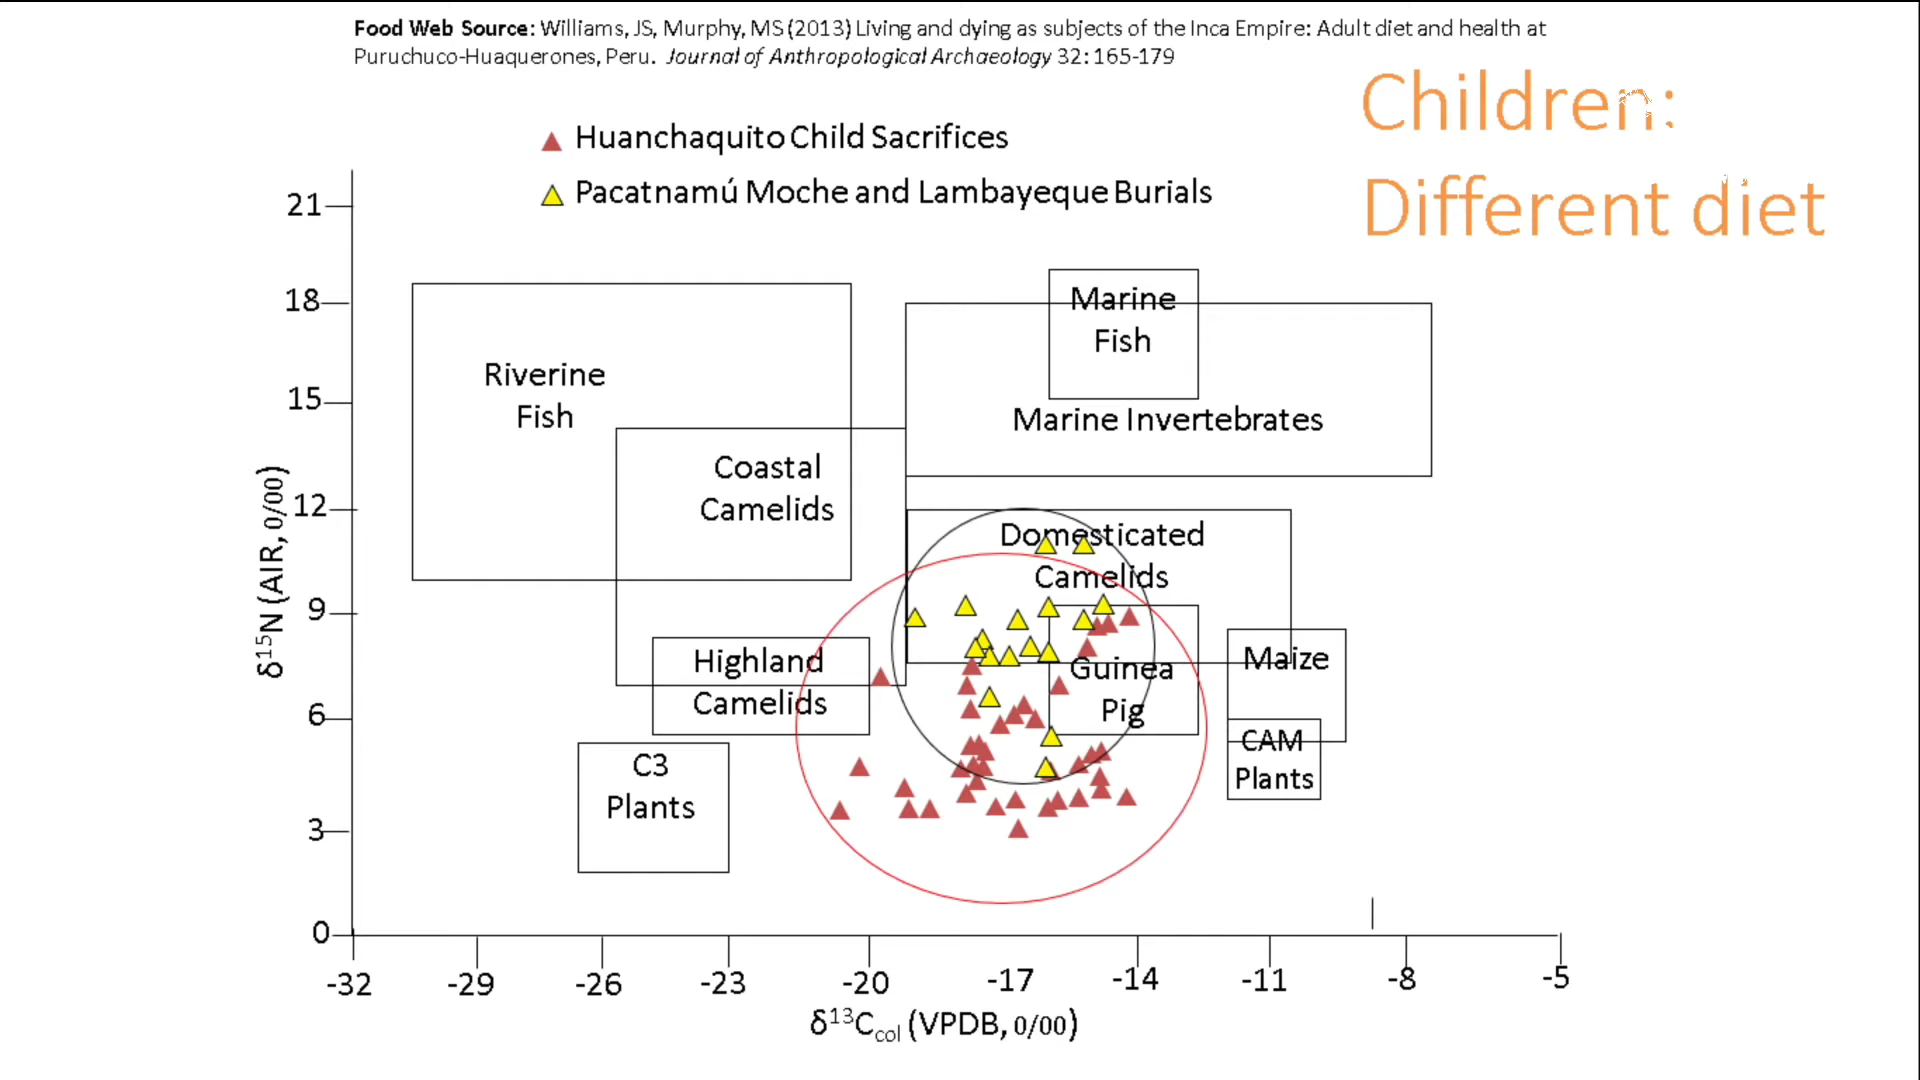 Food Web Source: Williams, JS, Murphy, MS (2013) Living and dying as subjects of the Inca Empire: Adult diet and health at
Puruchuco-Huaquerones, Peru. Journal of Anthropological Archaeology 32: 165-179
Children:
Different diet
Huanchaquito Child Sacrifices
Pacatnamú Moche and Lambayeque Burials
21
18
15
12
9
6
3
0
δ15N (AIR, 0/00)
Riverine
Fish
Marine
Fish
Marine Invertebrates
Coastal
Camelids
Domesticated
Camelids
Highland
Camelids
Guinea
Pig
Maize
CAM
Plants
C3
Plants
-32
-29
-26
-23
-20
-17
-14
-11
-8
-5
δ13Ccol (VPDB, 0/00)